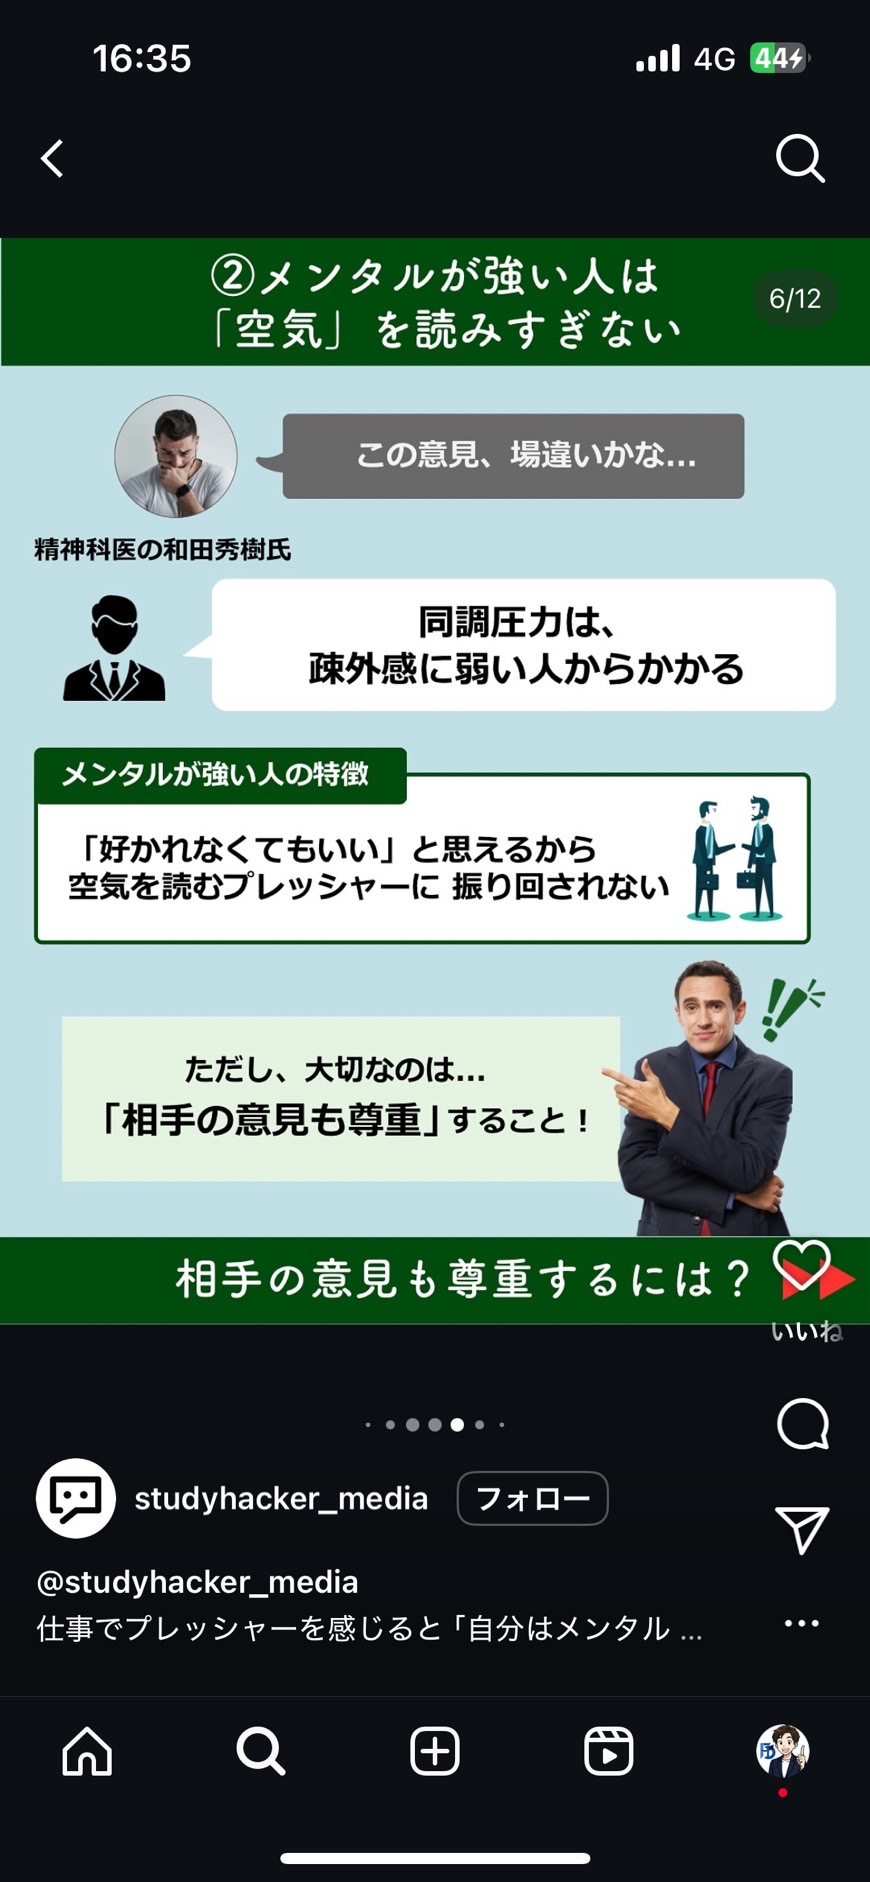 16:35
4G
44
②メンタルが強い人は
「空気」を読みすぎない
6/12
この意見、場違いかな...
精神科医の和田秀樹氏
同調圧力は、
疎外感に弱い人からかかる
メンタルが強い人の特徴
「好かれなくてもいい」と思えるから
空気を読むプレッシャーに 振り回されない
ただし、大切なのは...
「相手の意見も尊重」すること!
相手の意見も尊重するには?
いいね
studyhacker_media
フォロー
@studyhacker_media
仕事でプレッシャーを感じると「自分はメンタル ...